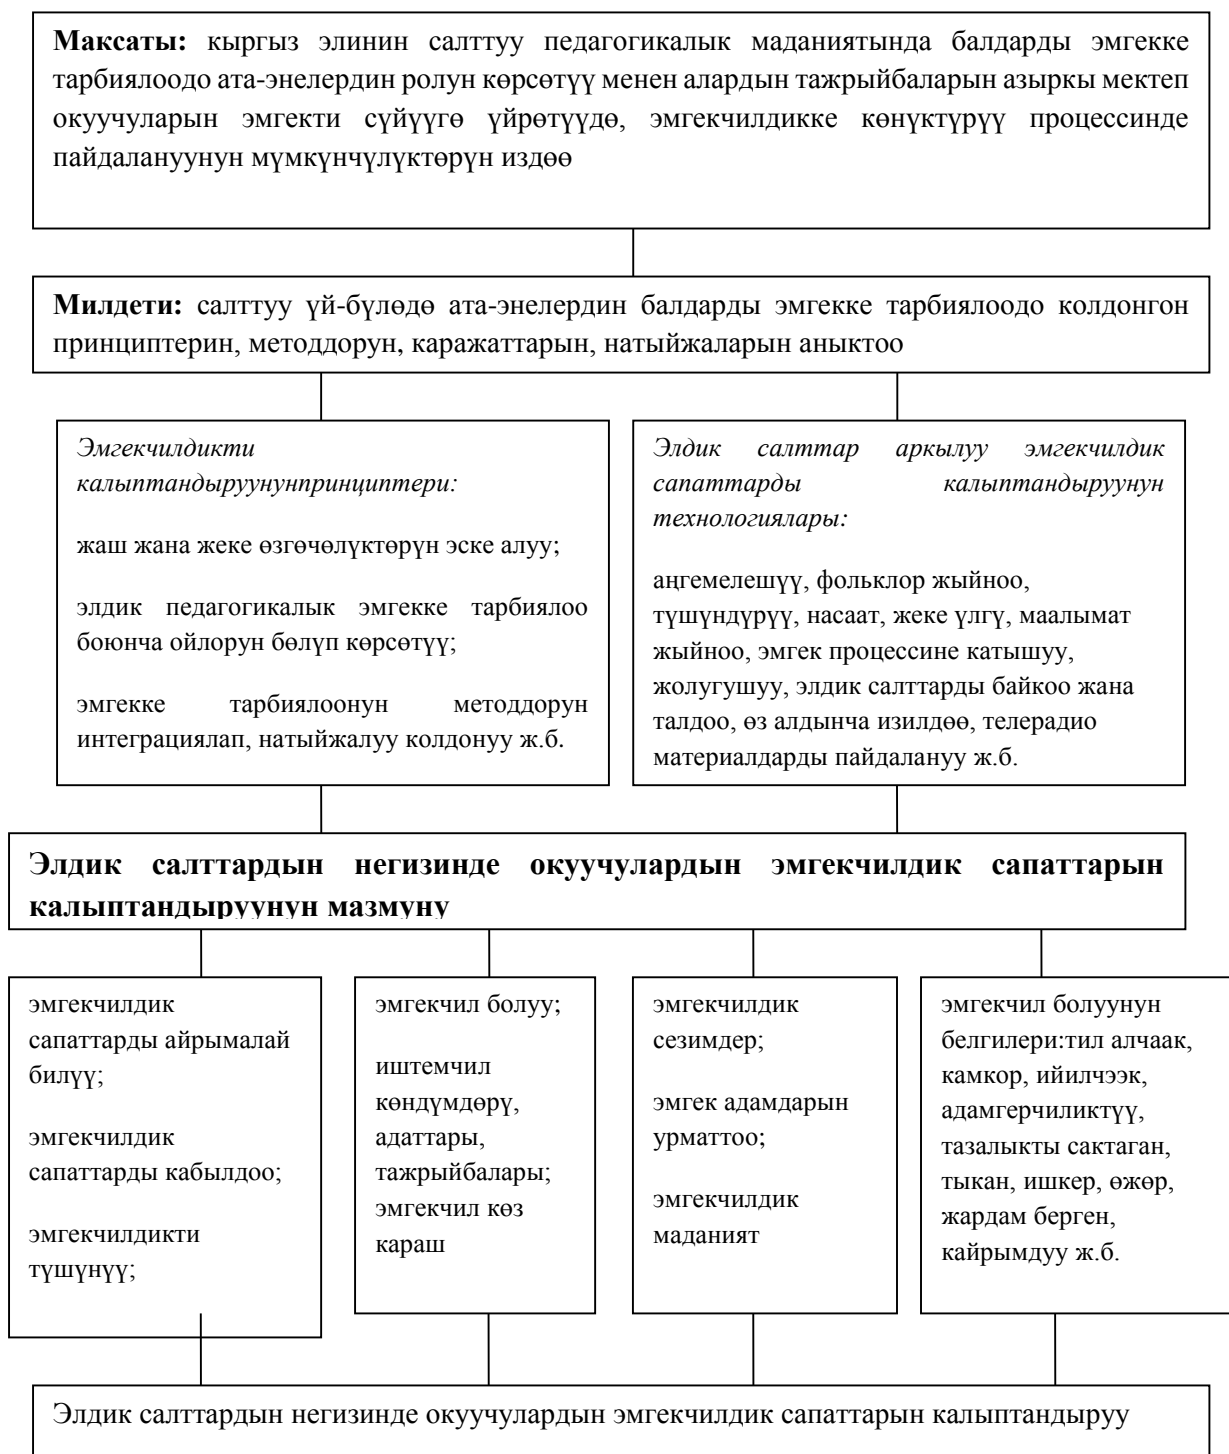 Максаты: кыргыз элинин салттуу педагогикалык маданиятында балдарды эмгекке
тарбиялоодо ата-энелердин ролун көрсөтүү менен алардын тажрыйбаларын азыркы мектеп
окуучуларын эмгекти сүйүүгө үйрөтүүдө, эмгекчилдикке көнүктүрүү процессинде
пайдалануунун мүмкүнчүлүктөрүн издөө
Милдети: салттуу үй-бүлөдө ата-энелердин балдарды эмгекке тарбиялоодо колдонгон
принциптерин, методдорун, каражаттарын, натыйжаларын аныктоо
Эмгекчилдикти
калыптандыруунунпринциптери:
жаш жана жеке өзгөчөлүктөрүн эске алуу;
элдик педагогикалык эмгекке тарбиялоо
боюнча ойлорун бөлүп көрсөтүү;
эмгекке тарбиялоонун методдорун
интеграциялап, натыйжалуу колдонуу ж.б.
Элдик салттар аркылуу эмгекчилдик
сапаттарды калыптандыруунун
технологиялары:
аңгемелешүү, фольклор жыйноо,
түшүндүрүү, насаат, жеке үлгү, маалымат
жыйноо, эмгек процессине катышуу,
жолугушуу, элдик салттарды байкоо жана
талдоо, өз алдынча изилдөө, телерадио
материалдарды пайдалануу ж.б.
Элдик салттардын негизинде окуучулардын эмгекчилдик сапаттарын
калыптандыруунун мазмуну
эмгекчилдик
сапаттарды айрымалай
билүү;
эмгекчилдик
сапаттарды кабылдоо;
эмгекчилдикти
түшүнүү;
эмгекчил болуу;
иштемчил
көндүмдөрү,
адаттары,
тажрыйбалары;
эмгекчил көз
караш
эмгекчилдик
сезимдер;
эмгек адамдарын
урматтоо;
эмгекчилдик
маданият
эмгекчил болуунун
белгилери:тил алчаак,
камкор, ийилчээк,
адамгерчиликтүү,
тазалыкты сактаган,
тыкан, ишкер, өжөр,
жардам берген,
кайрымдуу ж.б.
Элдик салттардын негизинде окуучулардын эмгекчилдик сапаттарын калыптандыруу